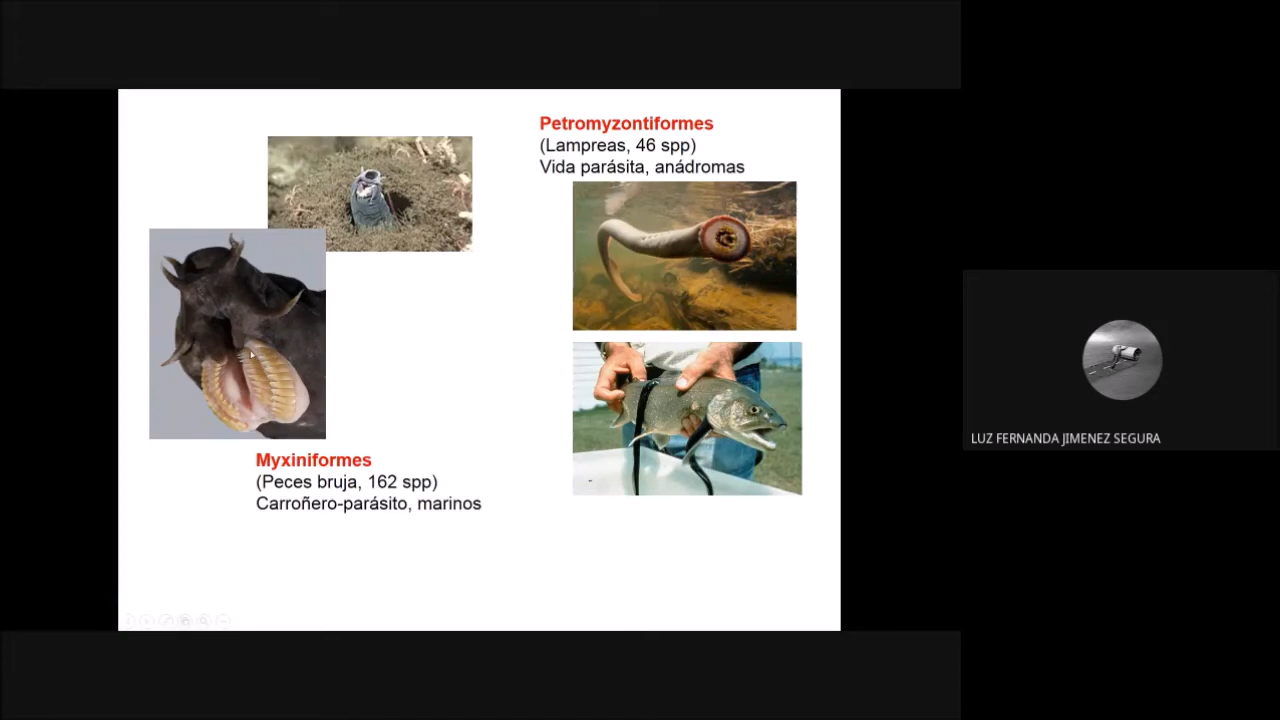 Petromyzontiformes
(Lampreas, 46 spp)
Vida parásita, anádromas
Myxiniformes
(Peces bruja, 162 spp)
Carroñero-parásito, marinos
LUZ FERNANDA JIMENEZ SEGURA